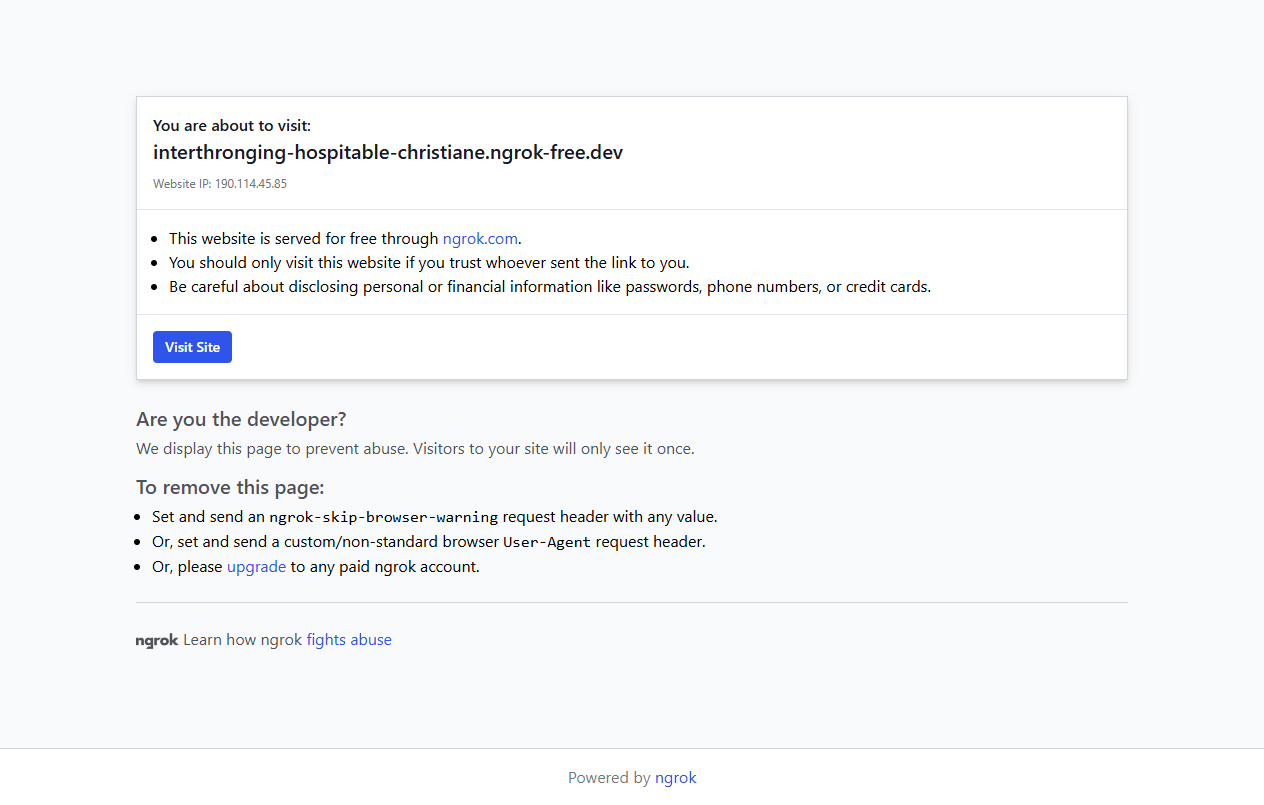 You are about to visit:
interthronging-hospitable-christiane.ngrok-free.dev
Website IP: 190.114.45.85
This website is served for free through ngrok.com.
You should only visit this website if you trust whoever sent the link to you.
Be careful about disclosing personal or financial information like passwords, phone numbers, or credit cards.
Visit Site
Are you the developer?
We display this page to prevent abuse. Visitors to your site will only see it once.
To remove this page:
Set and send an ngrok-skip-browser-warning request header with any value.
Or, set and send a custom/non-standard browser User-Agent request header.
Or, please upgrade to any paid ngrok account.
ngrok Learn how ngrok fights abuse
Powered by ngrok